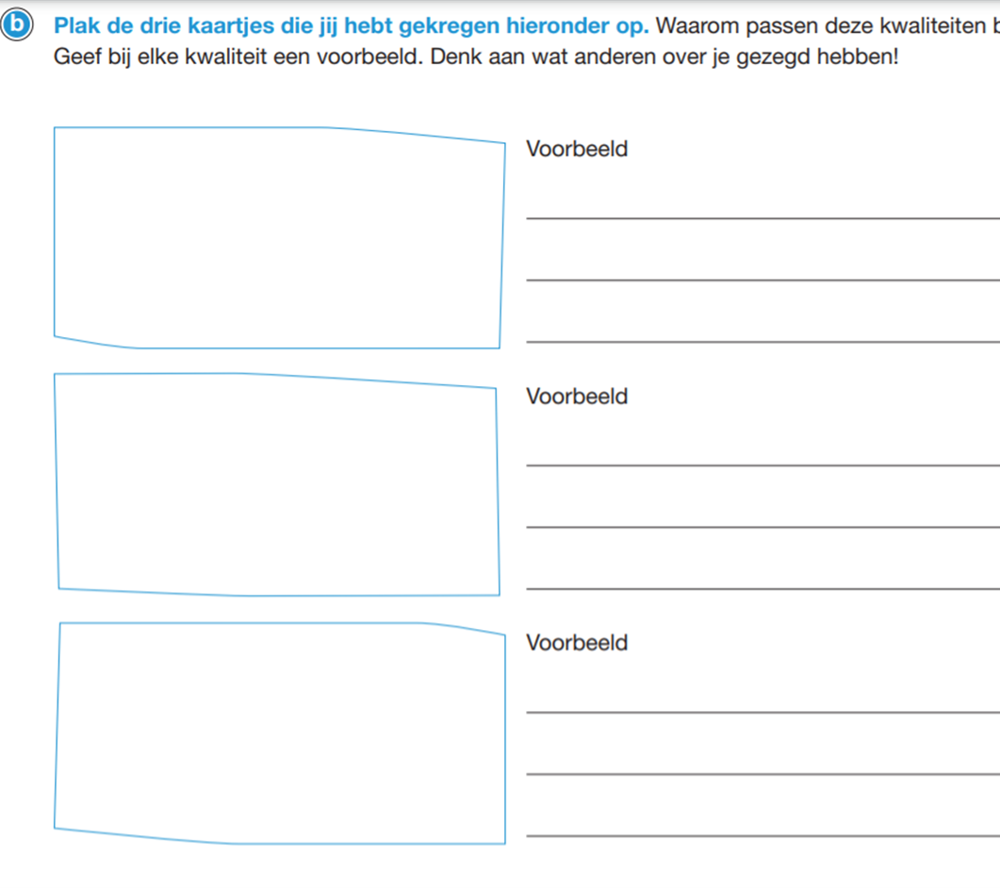 b Plak de drie kaartjes die jij hebt gekregen hieronder op. Waarom passen deze kwaliteiten
Geef bij elke kwaliteit een voorbeeld. Denk aan wat anderen over je gezegd hebben!
Voorbeeld
Voorbeeld
Voorbeeld